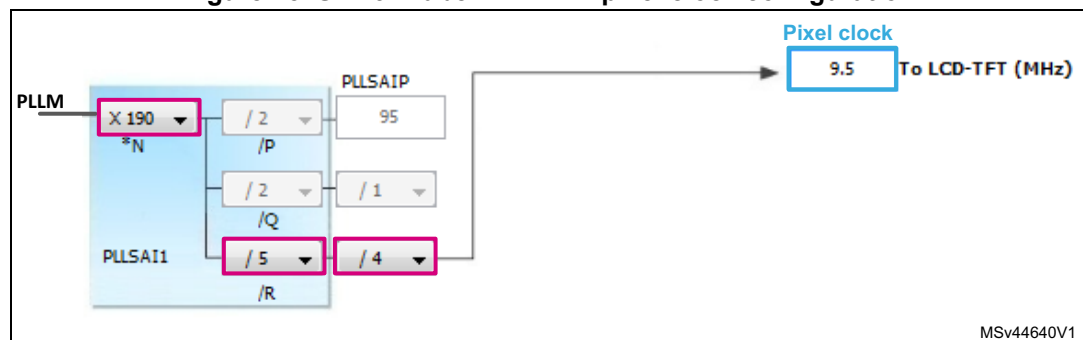 Pixel clock
9.5 To LCD-TFT (MHz)
PLLSAIP
PLLM
X 190 / 2 95
*N /P
/ 2 / 1
/Q
PLLSAI1 / 5 / 4
/R
MSv44640V1